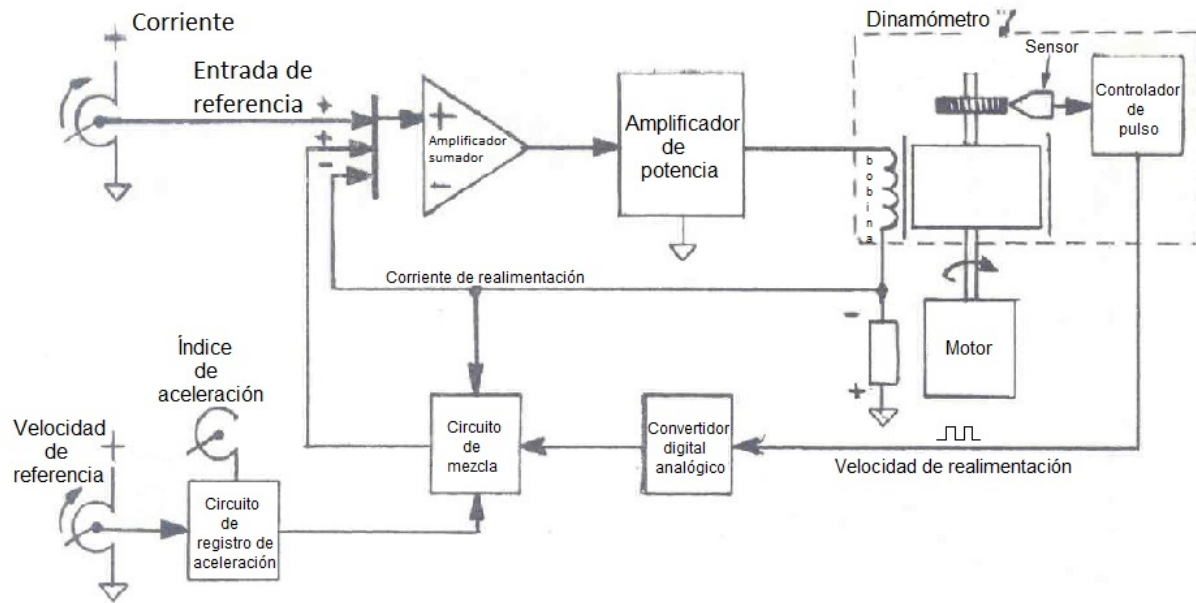 Corriente
Entrada de
referencia
+
+
-
+
Amplificador
sumador
-
Amplificador
de
potencia
Dinamómetro
Sensor
Controlador
de
pulso
bobina
Corriente de realimentación
-
+
Motor
Índice
de
aceleración
Velocidad
de
referencia
+
Circuito
de
registro de
aceleración
Circuito
de
mezcla
Convertidor
digital
analógico
Velocidad de realimentación